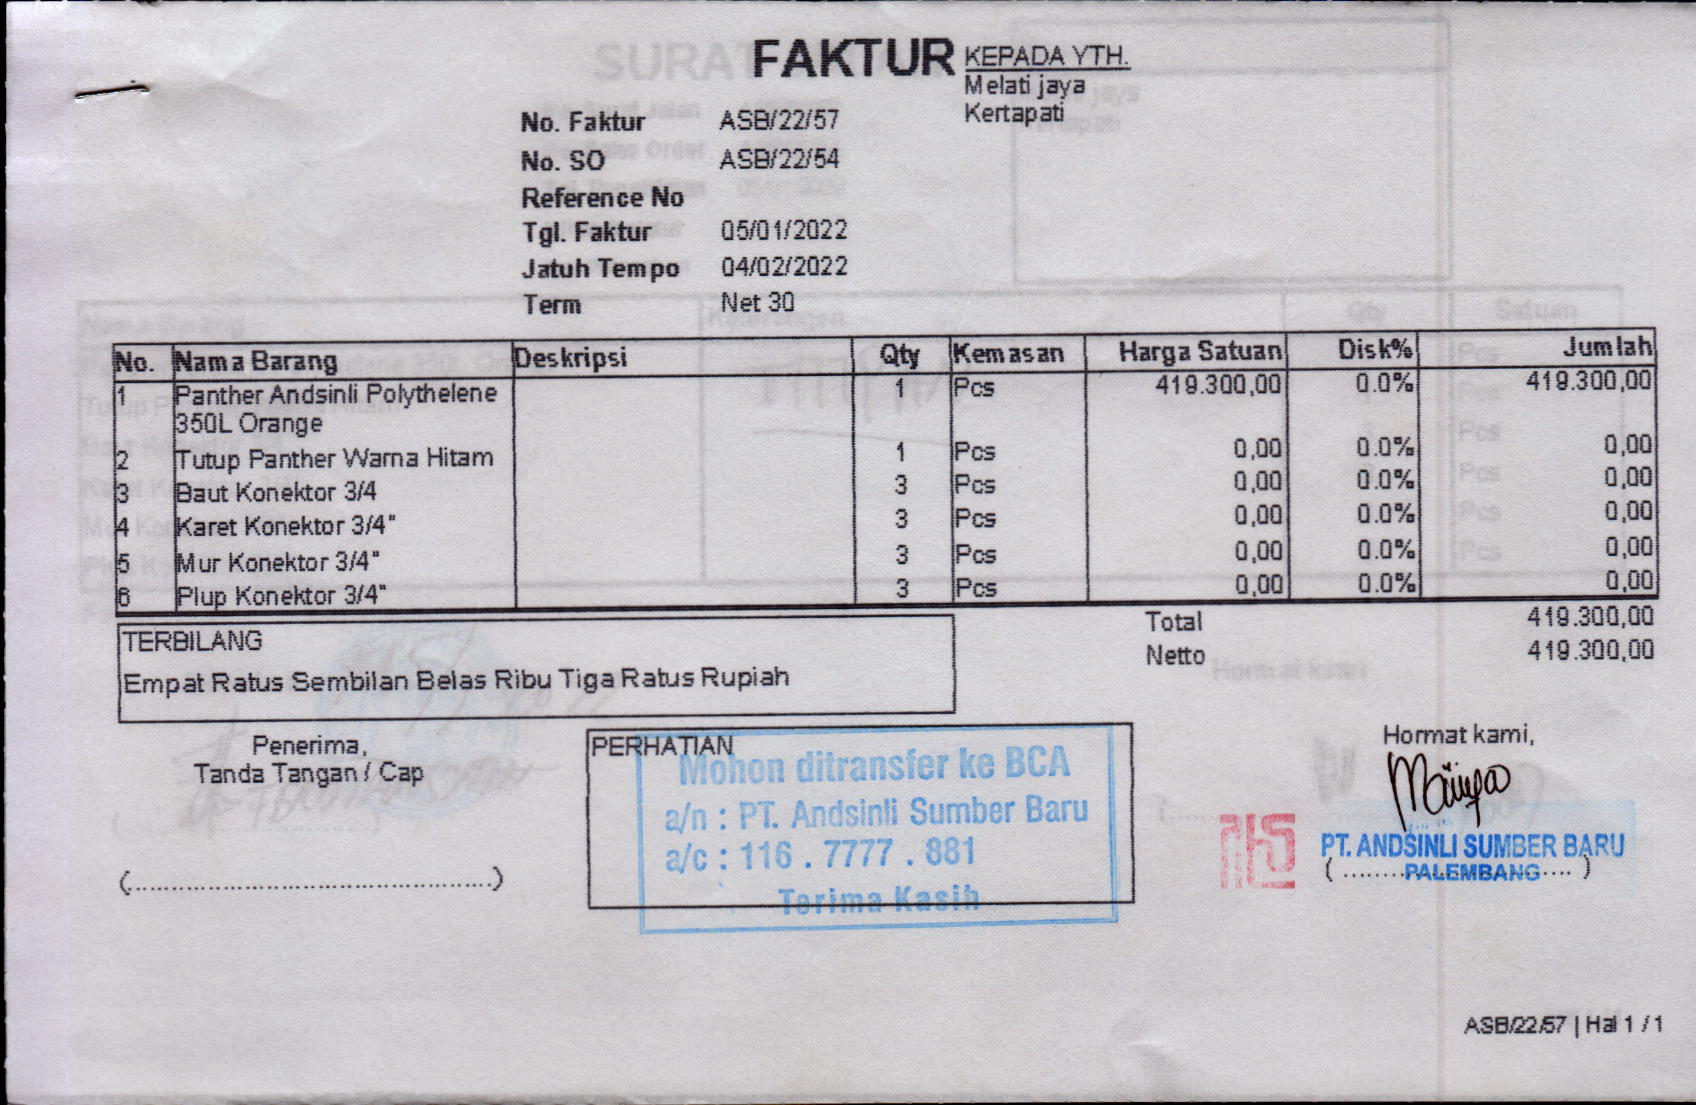 FAKTUR
KEPADA YTH.
Melati jaya
Kertapati
No. Faktur ASB/22/57
No. SO ASB/22/54
Reference No
Tgl. Faktur 05/01/2022
Jatuh Tempo 04/02/2022
Term Net 30
No. Nama Barang Deskripsi Qty Kemasan Harga Satuan Disk% Jumlah
1 Panther Andsinli Polythelene 1 Pcs 419.300,00 0.0% 419.300,00
350L Orange
2 Tutup Panther Warna Hitam 1 Pcs 0,00 0.0% 0,00
3 Baut Konektor 3/4 3 Pcs 0,00 0.0% 0,00
4 Karet Konektor 3/4" 3 Pcs 0,00 0.0% 0,00
5 Mur Konektor 3/4" 3 Pcs 0,00 0.0% 0,00
6 Plup Konektor 3/4" 3 Pcs 0,00 0.0% 0,00
Total 419.300,00
Netto 419.300,00
TERBILANG
Empat Ratus Sembilan Belas Ribu Tiga Ratus Rupiah
Penerima,
Tanda Tangan / Cap
(..............................................)
PERHATIAN
Mohon ditransfer ke BCA
a/n : PT. Andsinli Sumber Baru
a/c : 116 . 7777 . 881
Terima Kasih
Hormat kami,
PT. ANDSINLI SUMBER BARU
PALEMBANG
ASB/22/57 | Hal 1 / 1